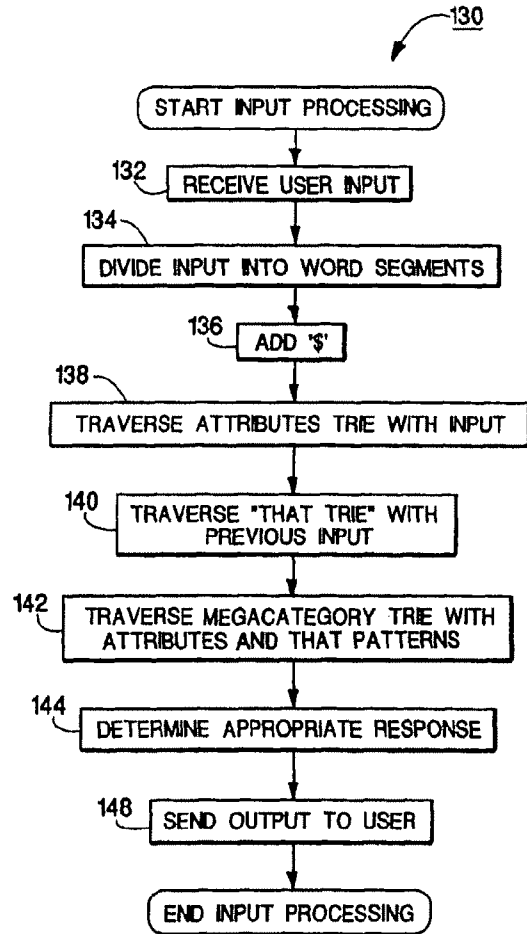 130
START INPUT PROCESSING
132
RECEIVE USER INPUT
134
DIVIDE INPUT INTO WORD SEGMENTS
136
ADD '$'
138
TRAVERSE ATTRIBUTES TRIE WITH INPUT
140
TRAVERSE "THAT TRIE" WITH
PREVIOUS INPUT
142
TRAVERSE MEGACATEGORY TRIE WITH
ATTRIBUTES AND THAT PATTERNS
144
DETERMINE APPROPRIATE RESPONSE
148
SEND OUTPUT TO USER
END INPUT PROCESSING